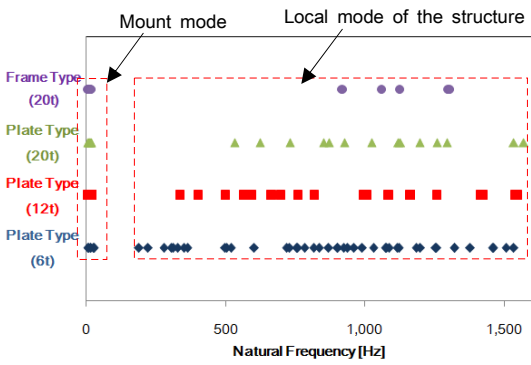 Mount mode
Local mode of the structure
Frame Type
(20t)
Plate Type
(20t)
Plate Type
(12t)
Plate Type
(6t)
0
500
1,000
1,500
Natural Frequency [Hz]